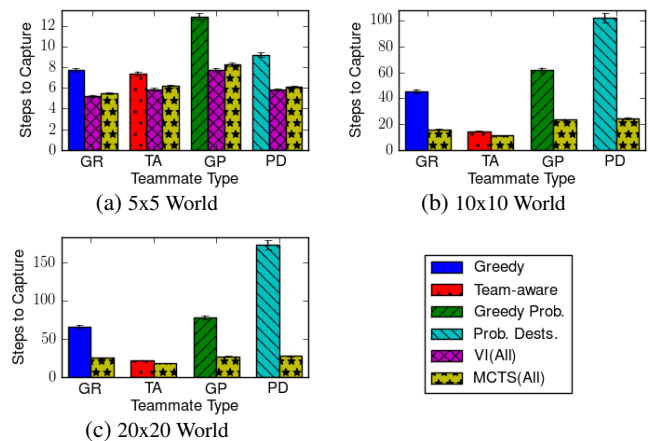 Steps to Capture
12
10
8
6
4
2
0
GR TA GP PD
Teammate Type
(a) 5x5 World
Steps to Capture
100
80
60
40
20
0
GR TA GP PD
Teammate Type
(b) 10x10 World
Steps to Capture
150
100
50
0
GR TA GP PD
Teammate Type
(c) 20x20 World
Greedy
Team-aware
Greedy Prob.
Prob. Dests.
VI(All)
MCTS(All)